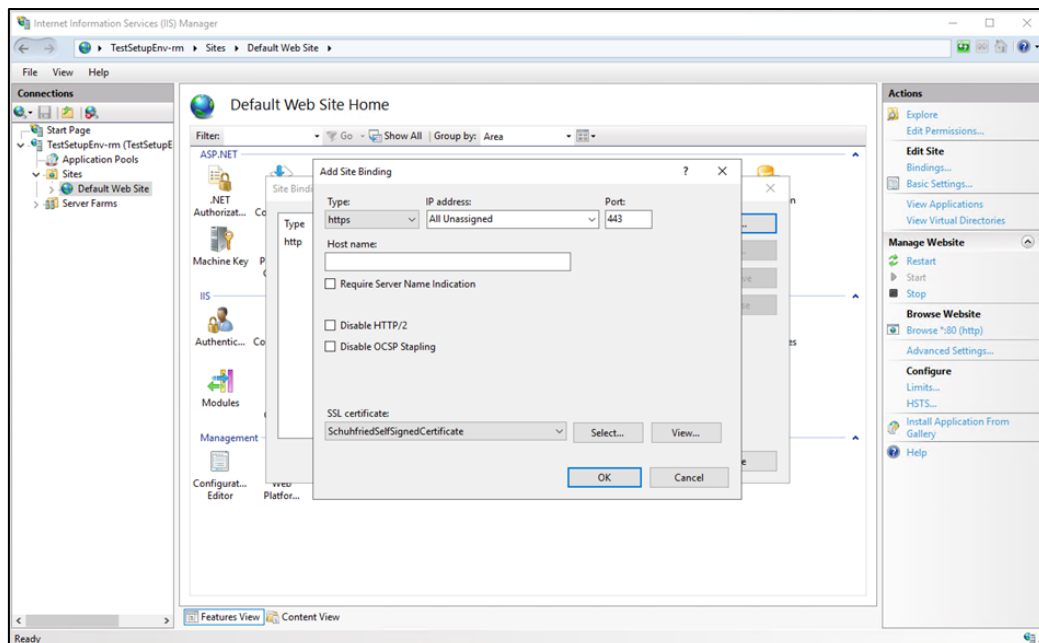 Internet Information Services (IIS) Manager
TestSetupEnv-rm
Sites
Default Web Site
File View Help
Connections
Start Page
TestSetupEnv-rm (TestSetupE
Application Pools
Sites
Default Web Site
Server Farms
Default Web Site Home
Filter: Go Show All Group by: Area
ASP.NET
.NET
Authorizat...
Machine Key
IIS
Authentic...
Modules
Management
Configurat...
Editor
Platfor...
Type
http
Add Site Binding
?
Type: IP address: Port:
https All Unassigned 443
Host name:
Require Server Name Indication
Disable HTTP/2
Disable OCSP Stapling
SSL certificate:
SchuhfriedSelfSignedCertificate Select... View...
OK Cancel
Actions
Explore
Edit Permissions...
Edit Site
Bindings...
Basic Settings...
View Applications
View Virtual Directories
Manage Website
Restart
Start
Stop
Browse Website
Browse *:80 (http)
Advanced Settings...
Configure
Limits...
HSTS...
Install Application From
Gallery
Help
Features View Content View
Ready